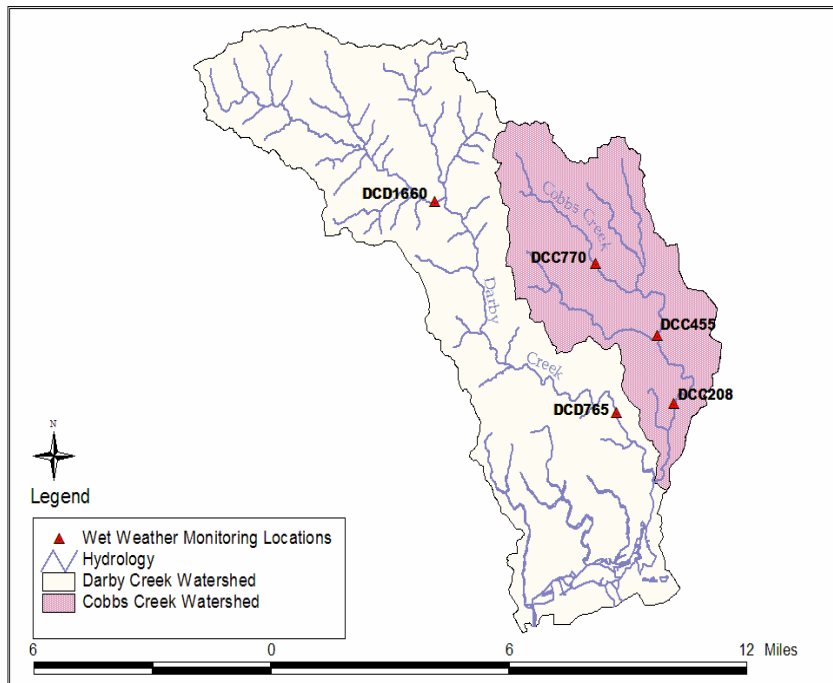 DCD1660
Cobbs Creek
DCC770
Darby
DCC455
Creek
DCC208
DCD765
N
Legend
Wet Weather Monitoring Locations
Hydrology
Darby Creek Watershed
Cobbs Creek Watershed
6 0 6 12 Miles